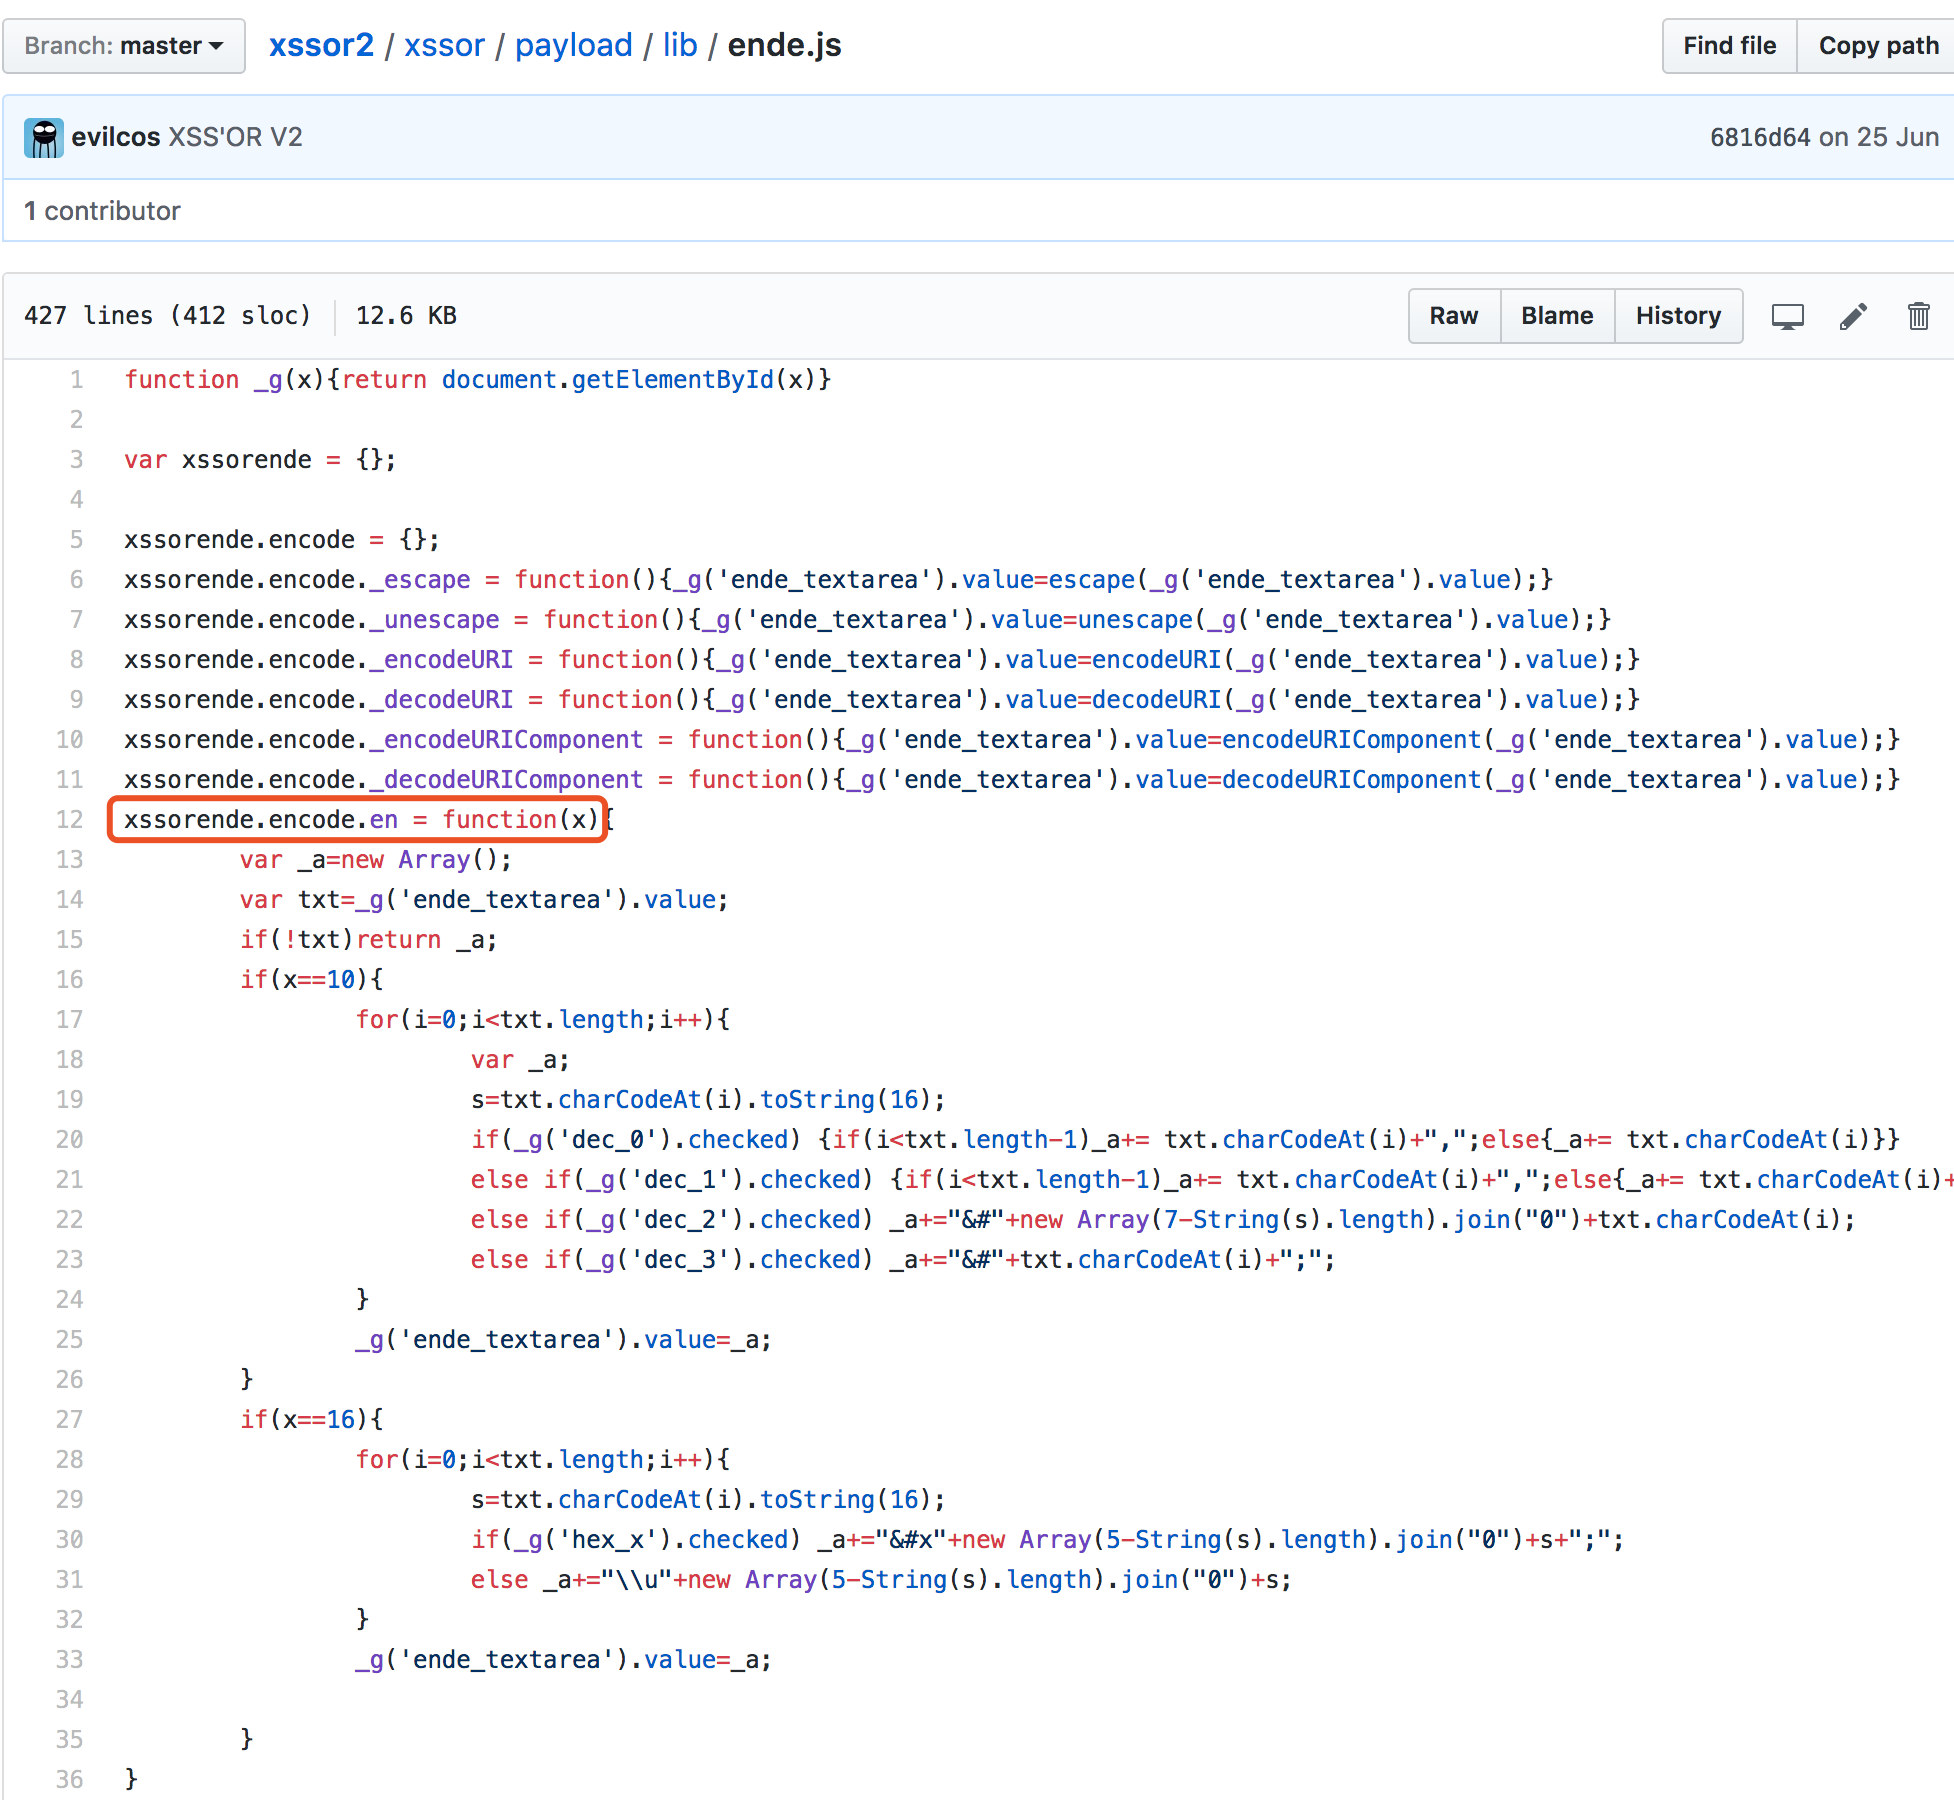 Branch: master xssor2 / xssor / payload / lib / ende.js Find file Copy path
evilcos XSS'OR V2 6816d64 on 25 Jun
1 contributor
427 lines (412 sloc) 12.6 KB Raw Blame History
1 function _g(x){return document.getElementById(x)}
2
3 var xssorende = {};
4
5 xssorende.encode = {};
6 xssorende.encode._escape = function(){_g('ende_textarea').value=escape(_g('ende_textarea').value);}
7 xssorende.encode._unescape = function(){_g('ende_textarea').value=unescape(_g('ende_textarea').value);}
8 xssorende.encode._encodeURI = function(){_g('ende_textarea').value=encodeURI(_g('ende_textarea').value);}
9 xssorende.encode._decodeURI = function(){_g('ende_textarea').value=decodeURI(_g('ende_textarea').value);}
10 xssorende.encode._encodeURIComponent = function(){_g('ende_textarea').value=encodeURIComponent(_g('ende_textarea').value);}
11 xssorende.encode._decodeURIComponent = function(){_g('ende_textarea').value=decodeURIComponent(_g('ende_textarea').value);}
12 xssorende.encode.en = function(x){
13 var _a=new Array();
14 var txt=_g('ende_textarea').value;
15 if(!txt)return _a;
16 if(x==10){
17 for(i=0;i<txt.length;i++){
18 var _a;
19 s=txt.charCodeAt(i).toString(16);
20 if(_g('dec_0').checked) {if(i<txt.length-1)_a+= txt.charCodeAt(i)+",";else{_a+= txt.charCodeAt(i)}}
21 else if(_g('dec_1').checked) {if(i<txt.length-1)_a+= txt.charCodeAt(i)+",";else{_a+= txt.charCodeAt(i)+
22 else if(_g('dec_2').checked) _a+="&#"+new Array(7-String(s).length).join("0")+txt.charCodeAt(i);
23 else if(_g('dec_3').checked) _a+="&#"+txt.charCodeAt(i)+";";
24 }
25 _g('ende_textarea').value=_a;
26 }
27 if(x==16){
28 for(i=0;i<txt.length;i++){
29 s=txt.charCodeAt(i).toString(16);
30 if(_g('hex_x').checked) _a+="&#x"+new Array(5-String(s).length).join("0")+s+";";
31 else _a+="\\u"+new Array(5-String(s).length).join("0")+s;
32 }
33 _g('ende_textarea').value=_a;
34
35 }
36 }